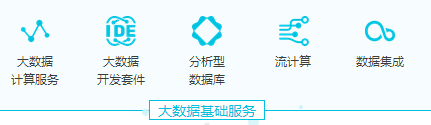 IDE
大数据
计算服务
大数据
开发套件
分析型
数据库
流计算
数据集成
大数据基础服务